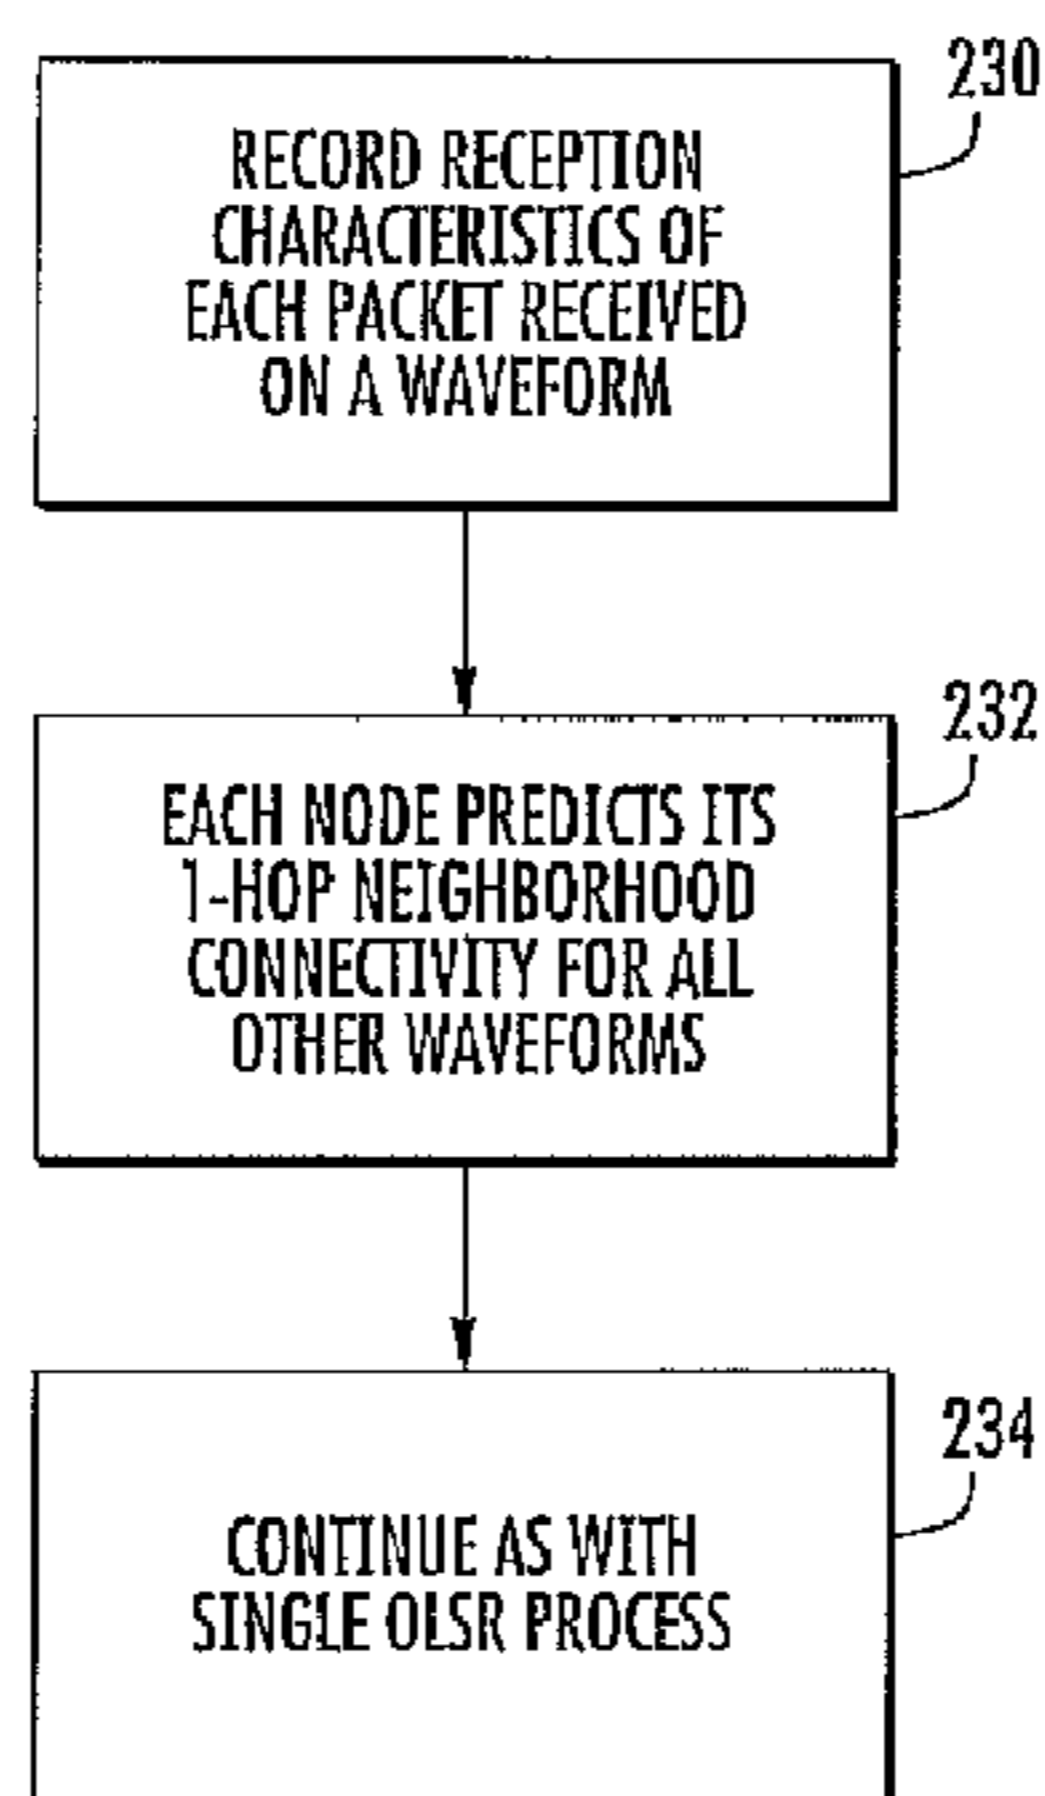 230
RECORD RECEPTION
CHARACTERISTICS OF
EACH PACKET RECEIVED
ON A WAVEFORM
232
EACH NODE PREDICTS ITS
1-HOP NEIGHBORHOOD
CONNECTIVITY FOR ALL
OTHER WAVEFORMS
234
CONTINUE AS WITH
SINGLE OLSR PROCESS